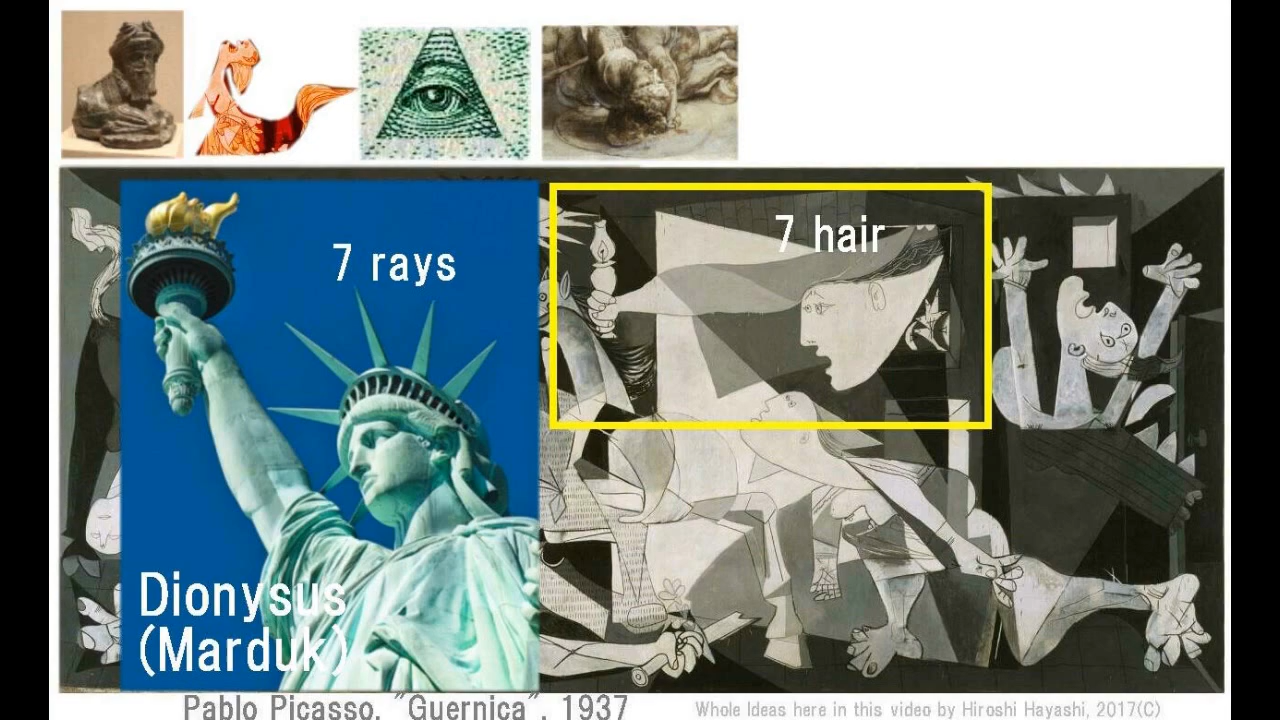 7 rays
7 hair
Dionysus
(Marduk)
Pablo Picasso. "Guernica". 1937
Whole Ideas here in this video by Hiroshi Hayashi, 2017(C)